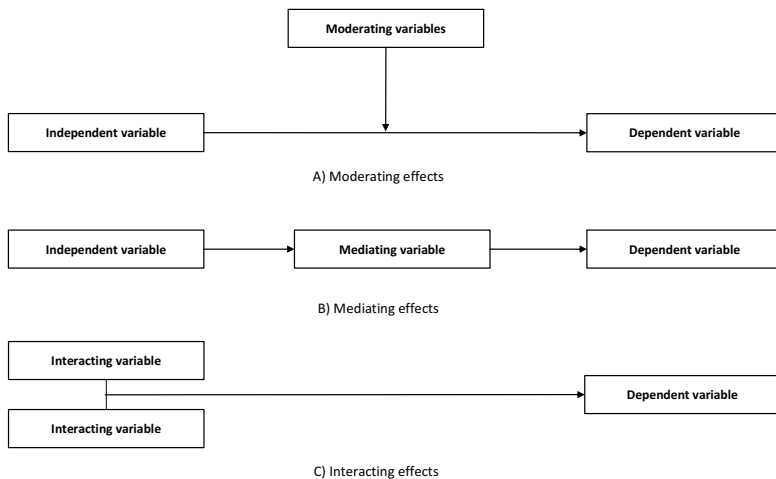 Moderating variables
Independent variable
Dependent variable
A) Moderating effects
Independent variable
Mediating variable
Dependent variable
B) Mediating effects
Interacting variable
Dependent variable
Interacting variable
C) Interacting effects